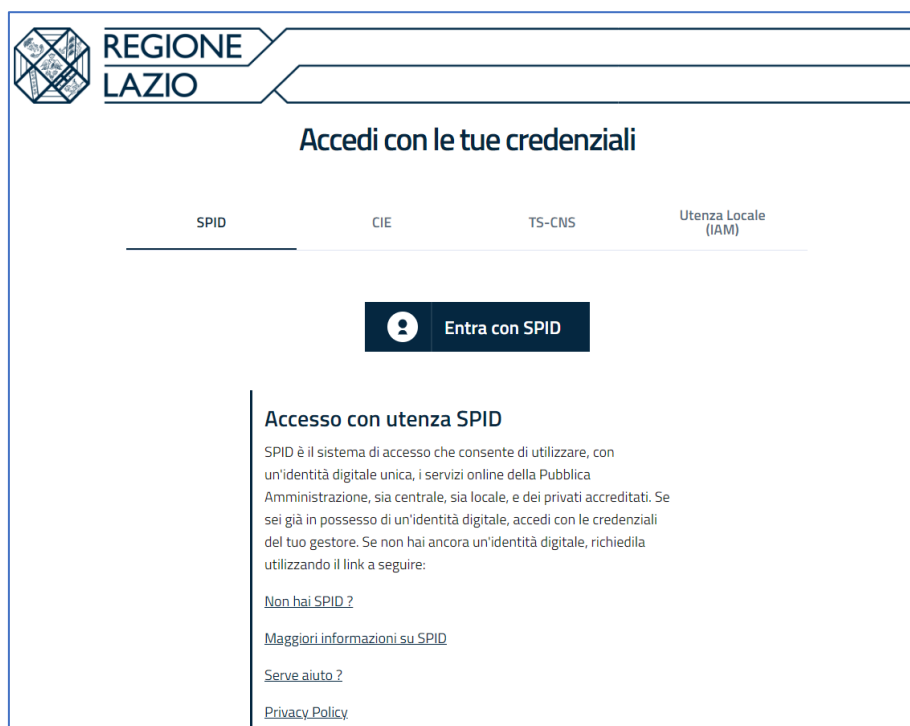 REGIONE
LAZIO
Accedi con le tue credenziali
SPID
CIE
TS-CNS
Utenza Locale
(IAM)
Entra con SPID
Accesso con utenza SPID
SPID è il sistema di accesso che consente di utilizzare, con
un'identità digitale unica, i servizi online della Pubblica
Amministrazione, sia centrale, sia locale, e dei privati accreditati. Se
sei già in possesso di un'identità digitale, accedi con le credenziali
del tuo gestore. Se non hai ancora un'identità digitale, richiedila
utilizzando il link a seguire:
Non hai SPID ?
Maggiori informazioni su SPID
Serve aiuto ?
Privacy Policy